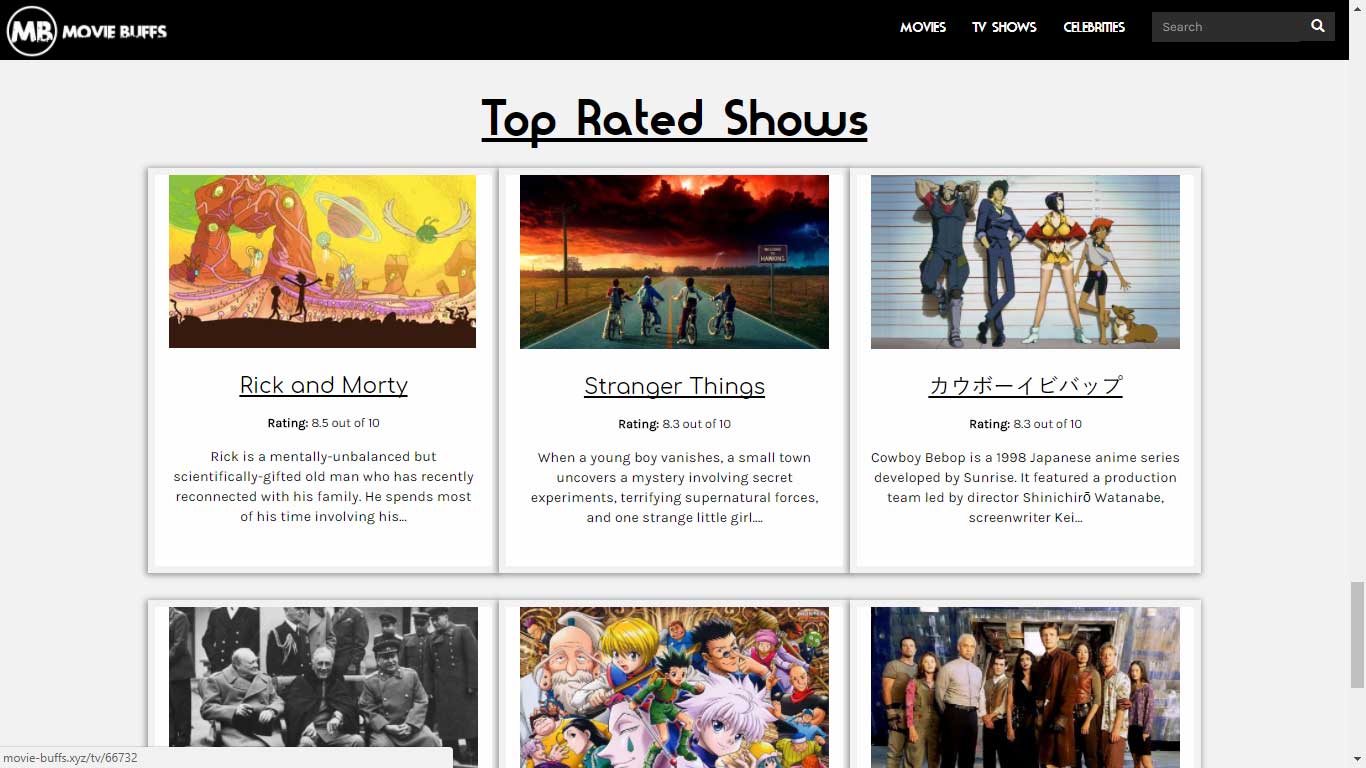 MB MOVIE BUFFS
MOVIES TV SHOWS CELEBRITIES Search
Top Rated Shows
WELCOME TO
HAWKINS
Rick and Morty
Rating: 8.5 out of 10
Rick is a mentally-unbalanced but
scientifically-gifted old man who has recently
reconnected with his family. He spends most
of his time involving his...
Stranger Things
Rating: 8.3 out of 10
When a young boy vanishes, a small town
uncovers a mystery involving secret
experiments, terrifying supernatural forces,
and one strange little girl....
カウボーイビバップ
Rating: 8.3 out of 10
Cowboy Bebop is a 1998 Japanese anime series
developed by Sunrise. It featured a production
team led by director Shinichirō Watanabe,
screenwriter Kei...
movie-buffs.xyz/tv/66732